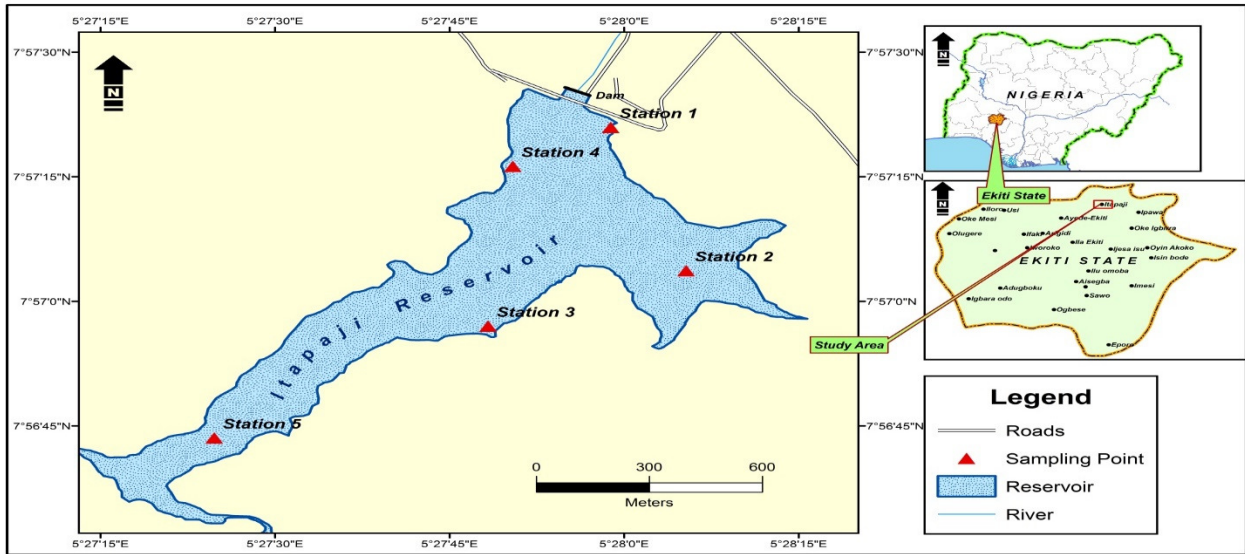 5°27'15"E 5°27'30"E 5°27'45"E 5°28'0"E 5°28'15"E
7°57'30"N
7°57'30"N
N
Dam
Station 1
Station 4
7°57'15"N
7°57'15"N
Station 2
7°57'0"N
7°57'0"N
Station 3
Itapaji Reservoir
7°56'45"N
7°56'45"N
Station 5
0 300 600
Meters
5°27'15"E 5°27'30"E 5°27'45"E 5°28'0"E 5°28'15"E
N
NIGERIA
Ekiti State
N
Itapaji
Iloro
Usi
Ipawa
Oke Mesi
Ayede-Ekiti
Oke Igbara
Olugere
Ifaki
Ila Ekiti
Iworoko
Ijesa isu
Oyin Akoko
Isin bode
EKITI STATE
Ilu omoba
Aisegba
Imesi
Adugboku
Sawo
Igbara odo
Ogbese
Eporo
Study Area
Legend
Roads
Sampling Point
Reservoir
River